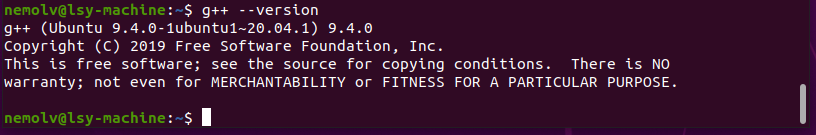 nemolv@lsy-machine:~$ g++ --version
g++ (Ubuntu 9.4.0-1ubuntu1~20.04.1) 9.4.0
Copyright (C) 2019 Free Software Foundation, Inc.
This is free software; see the source for copying conditions.  There is NO
warranty; not even for MERCHANTABILITY or FITNESS FOR A PARTICULAR PURPOSE.
nemolv@lsy-machine:~$